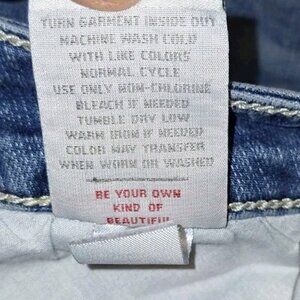 TURN GARMENT INSIDE OUT
MACHINE WASH COLD
WITH LIKE COLORS
NORMAL CYCLE
USE ONLY NON-CHLORINE
BLEACH IF NEEDED
TUMBLE DRY LOW
WARM IRON IF NEEDED
COLOR MAY TRANSFER
WHEN WORN OR WASHED
BE YOUR OWN
KIND OF
BEAUTIFUL